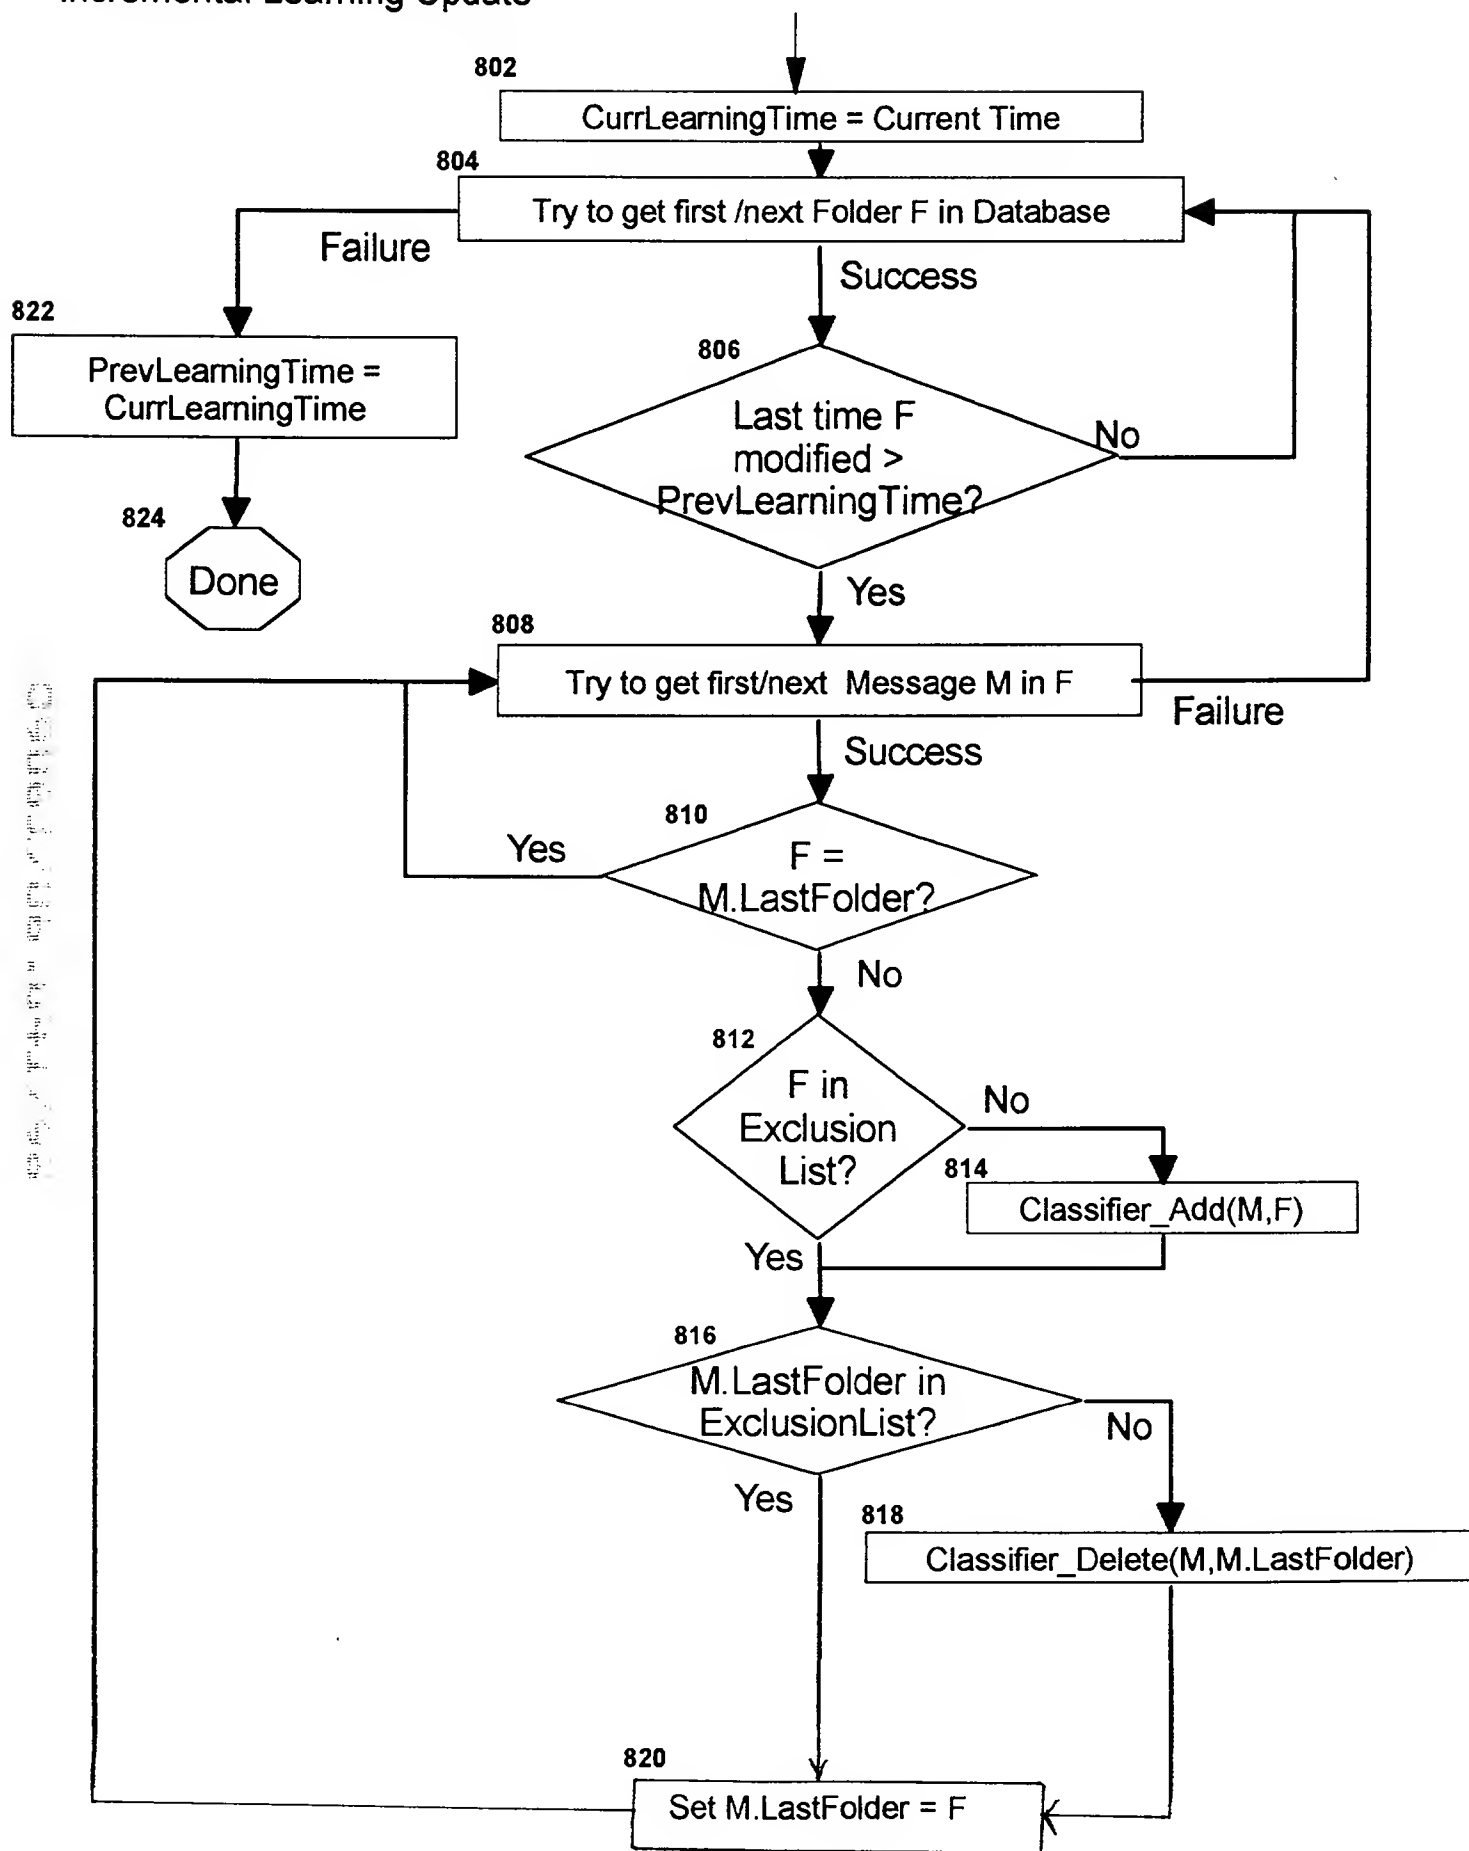 Incremental Learning Update
802
CurrLearningTime = Current Time
804
Try to get first /next Folder F in Database
Failure
Success
822
PrevLearningTime =
CurrLearningTime
806
Last time F
modified >
PrevLearningTime?
No
824
Done
Yes
808
Try to get first/next Message M in F
Failure
Success
810
Yes
F =
M.LastFolder?
No
812
F in
Exclusion
List?
No
814
Classifier_Add(M,F)
Yes
816
M.LastFolder in
ExclusionList?
No
Yes
818
Classifier_Delete(M,M.LastFolder)
820
Set M.LastFolder = F